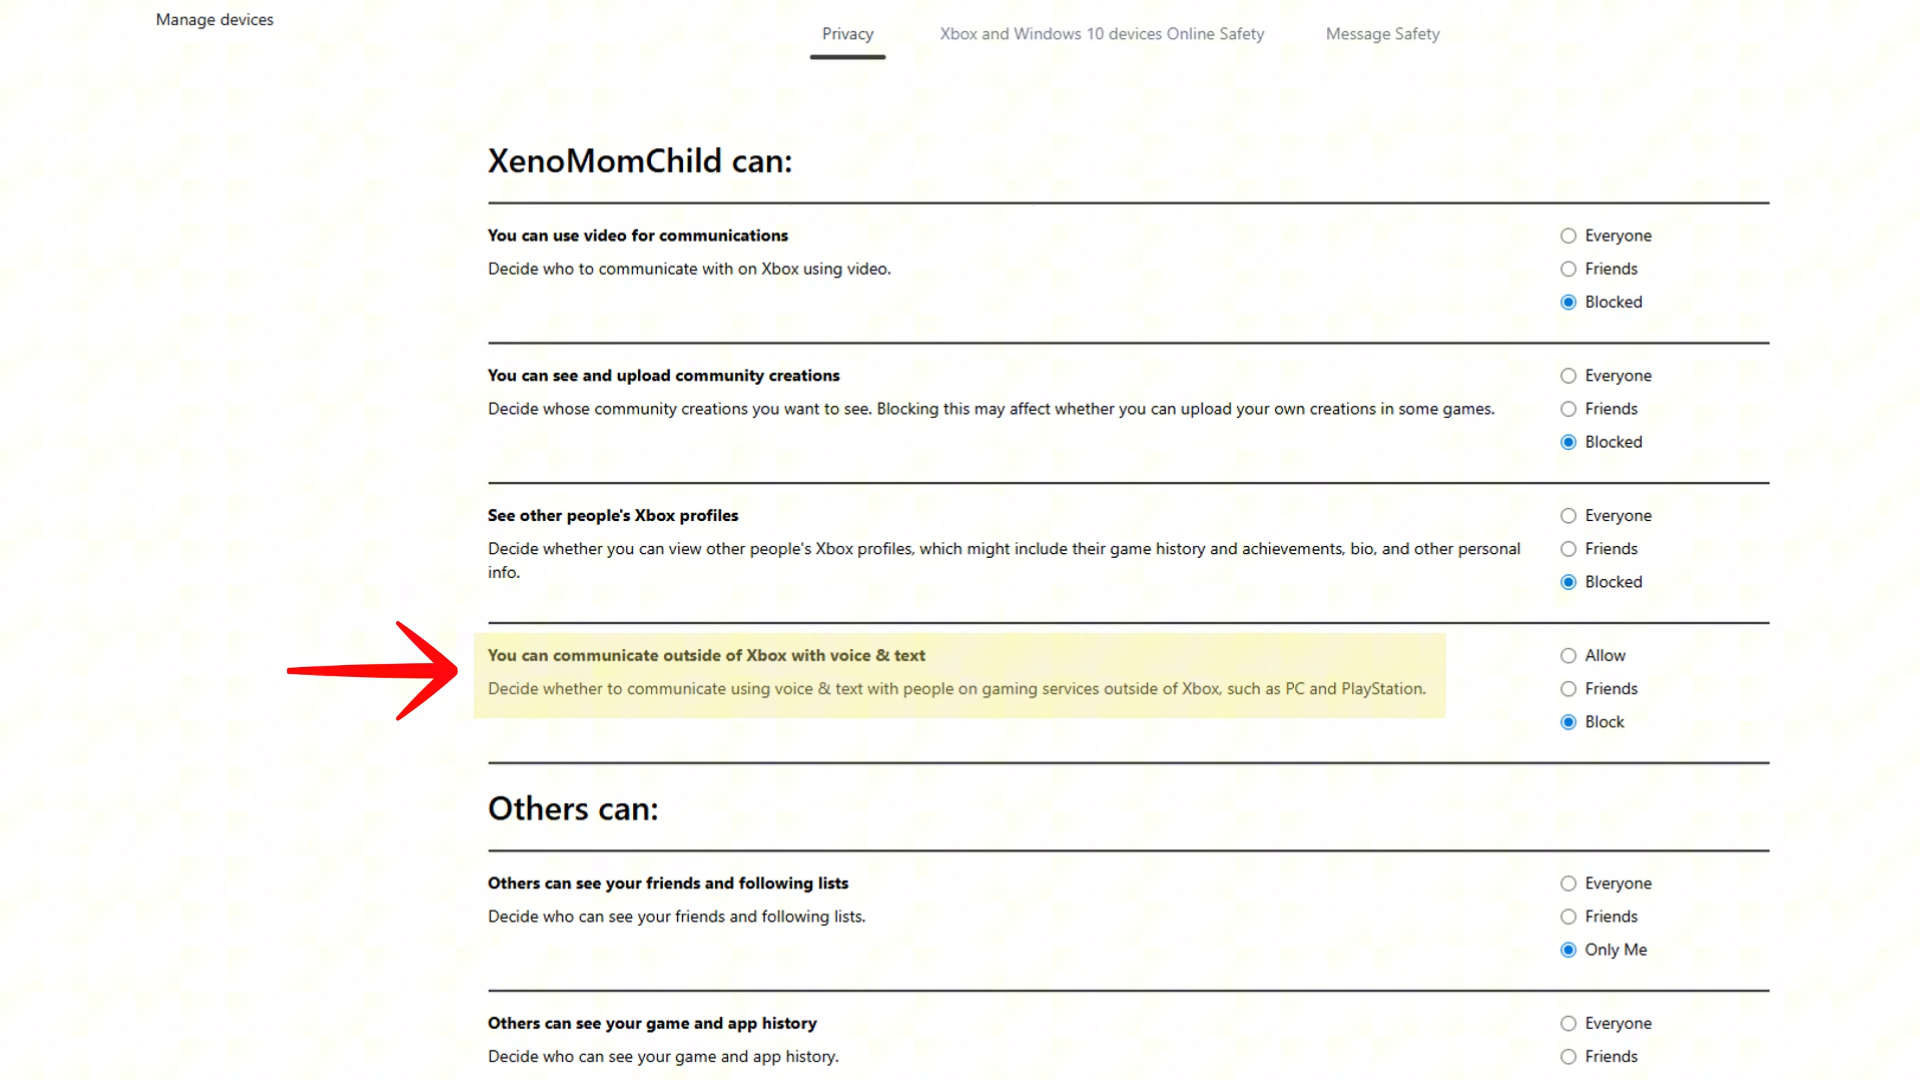 Manage devices
Privacy
Xbox and Windows 10 devices Online Safety
Message Safety
XenoMomChild can:
You can use video for communications
Decide who to communicate with on Xbox using video.
Everyone
Friends
Blocked
You can see and upload community creations
Decide whose community creations you want to see. Blocking this may affect whether you can upload your own creations in some games.
Everyone
Friends
Blocked
See other people's Xbox profiles
Decide whether you can view other people's Xbox profiles, which might include their game history and achievements, bio, and other personal
info.
Everyone
Friends
Blocked
You can communicate outside of Xbox with voice & text
Decide whether to communicate using voice & text with people on gaming services outside of Xbox, such as PC and PlayStation.
Allow
Friends
Block
Others can:
Others can see your friends and following lists
Decide who can see your friends and following lists.
Everyone
Friends
Only Me
Others can see your game and app history
Decide who can see your game and app history.
Everyone
Friends